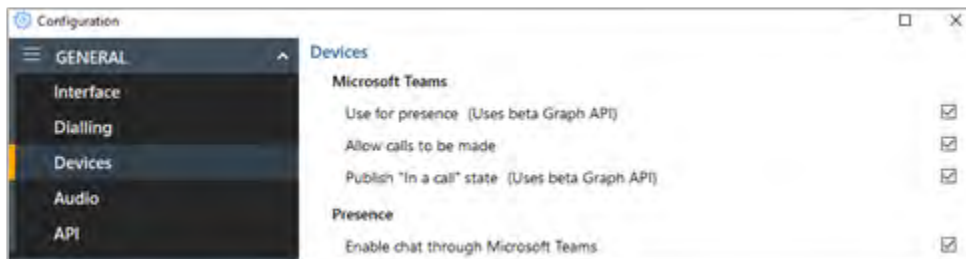 Configuration
GENERAL
Interface
Dialling
Devices
Audio
API
Devices
Microsoft Teams
Use for presence (Uses beta Graph API)
Allow calls to be made
Publish "In a call" state (Uses beta Graph API)
Presence
Enable chat through Microsoft Teams